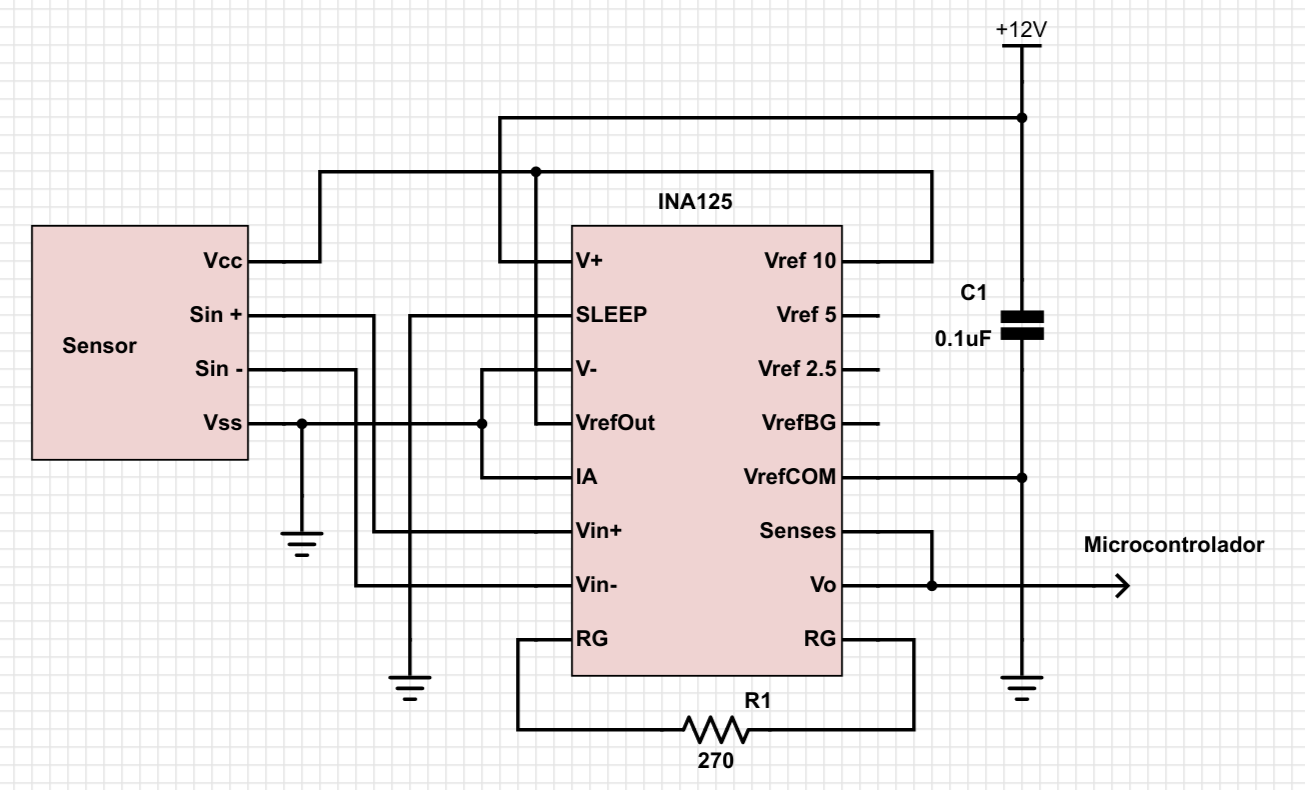 +12V
INA125
Vcc
Sin +
Sensor
Sin -
Vss
V+
SLEEP
V-
VrefOut
IA
Vin+
Vin-
RG
Vref 10
Vref 5
Vref 2.5
VrefBG
VrefCOM
Senses
Vo
RG
C1
0.1uF
Microcontrolador
R1
270